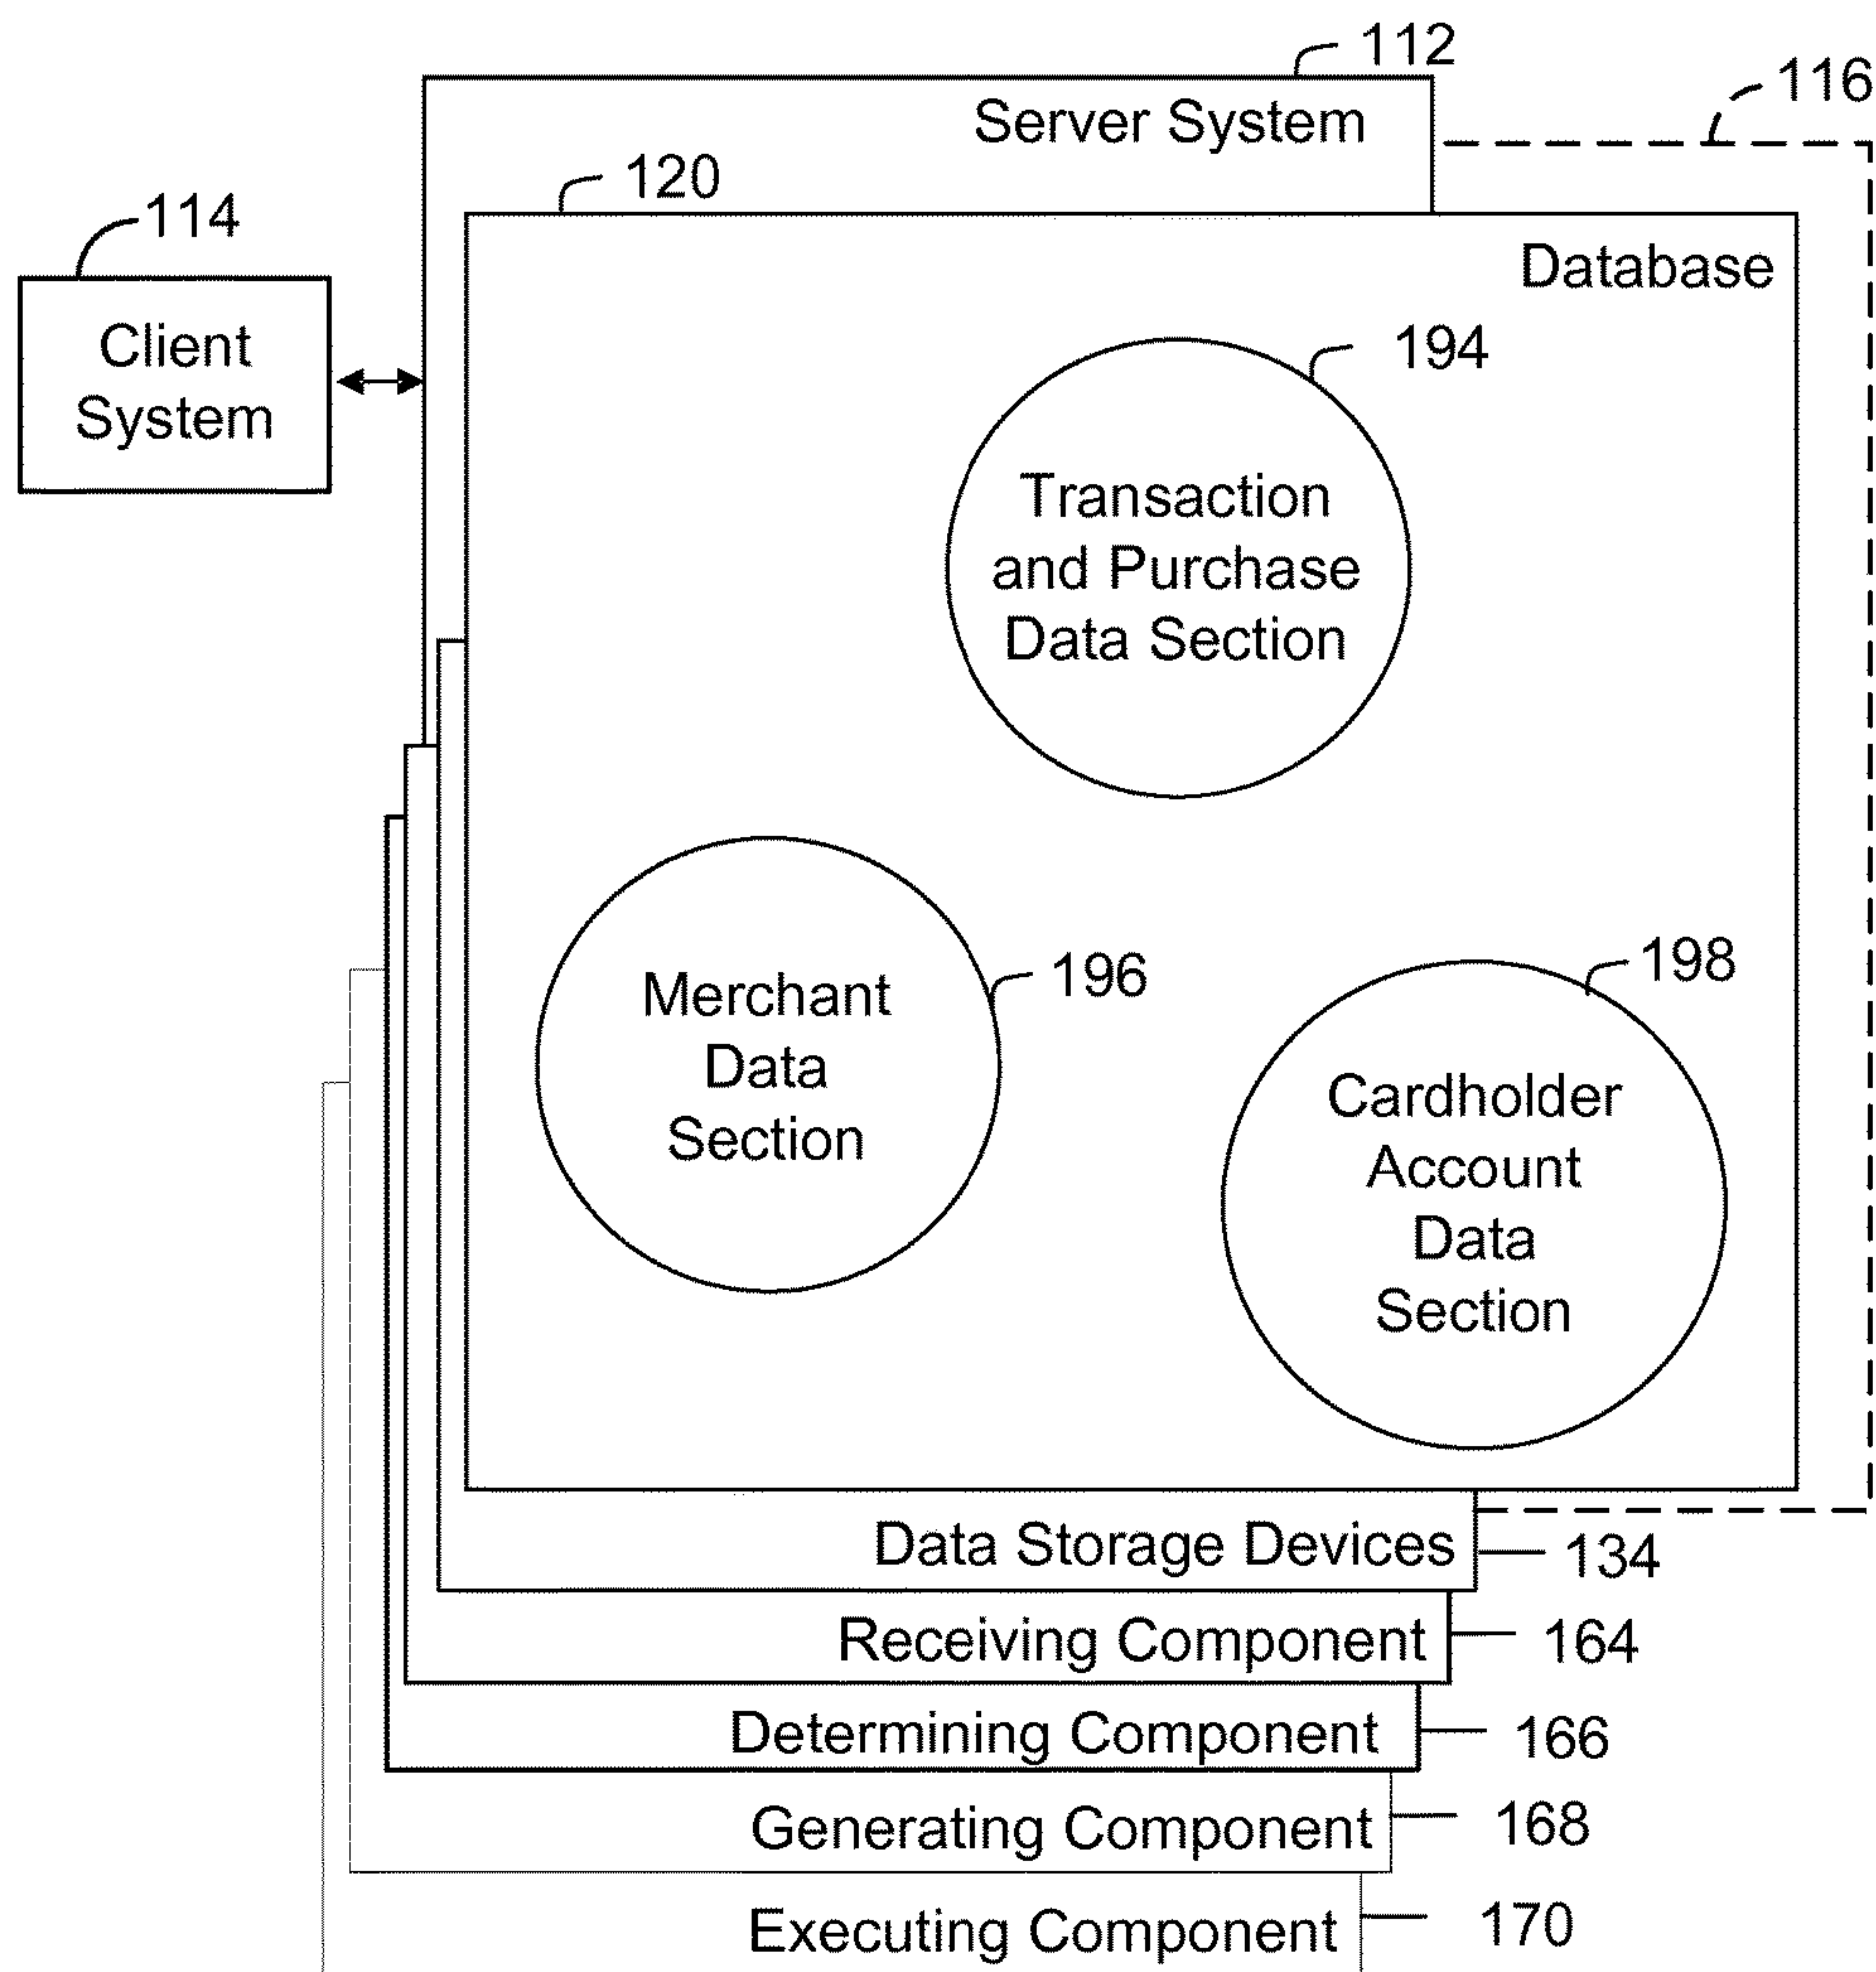 112
Server System
116
120
114
Database
Client
System
194
Transaction
and Purchase
Data Section
196
Merchant
Data
Section
198
Cardholder
Account
Data
Section
Data Storage Devices
134
Receiving Component
164
Determining Component
166
Generating Component
168
Executing Component
170